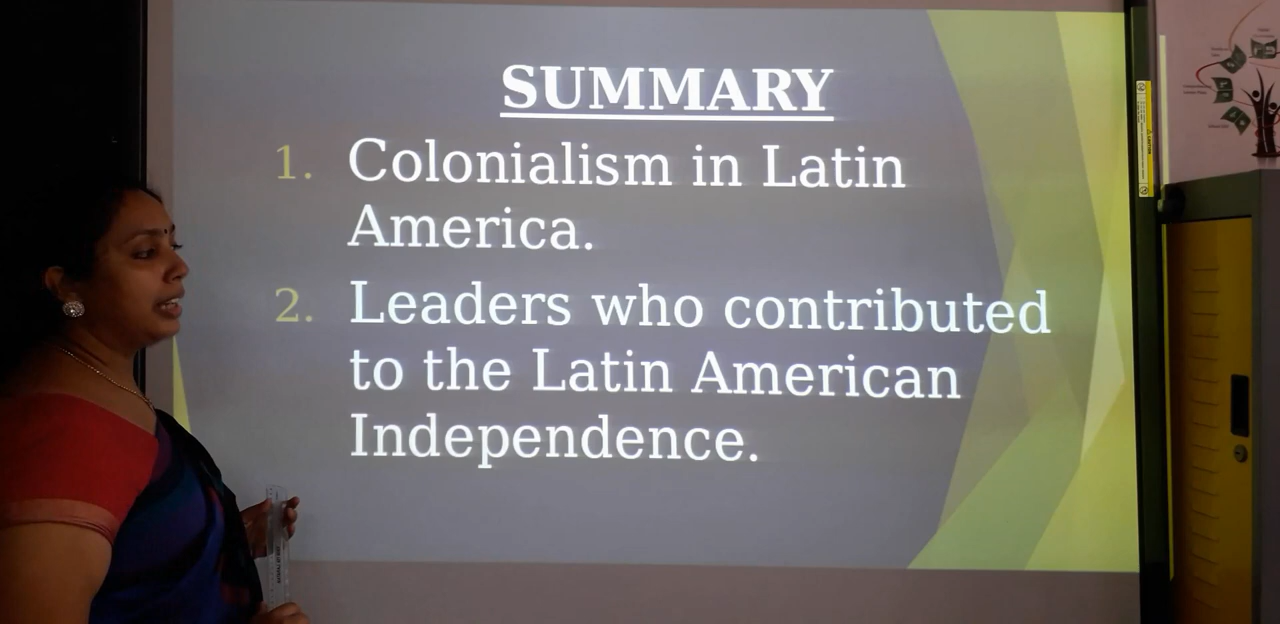 SUMMARY
1. Colonialism in Latin
America.
2. Leaders who contributed
to the Latin American
Independence.